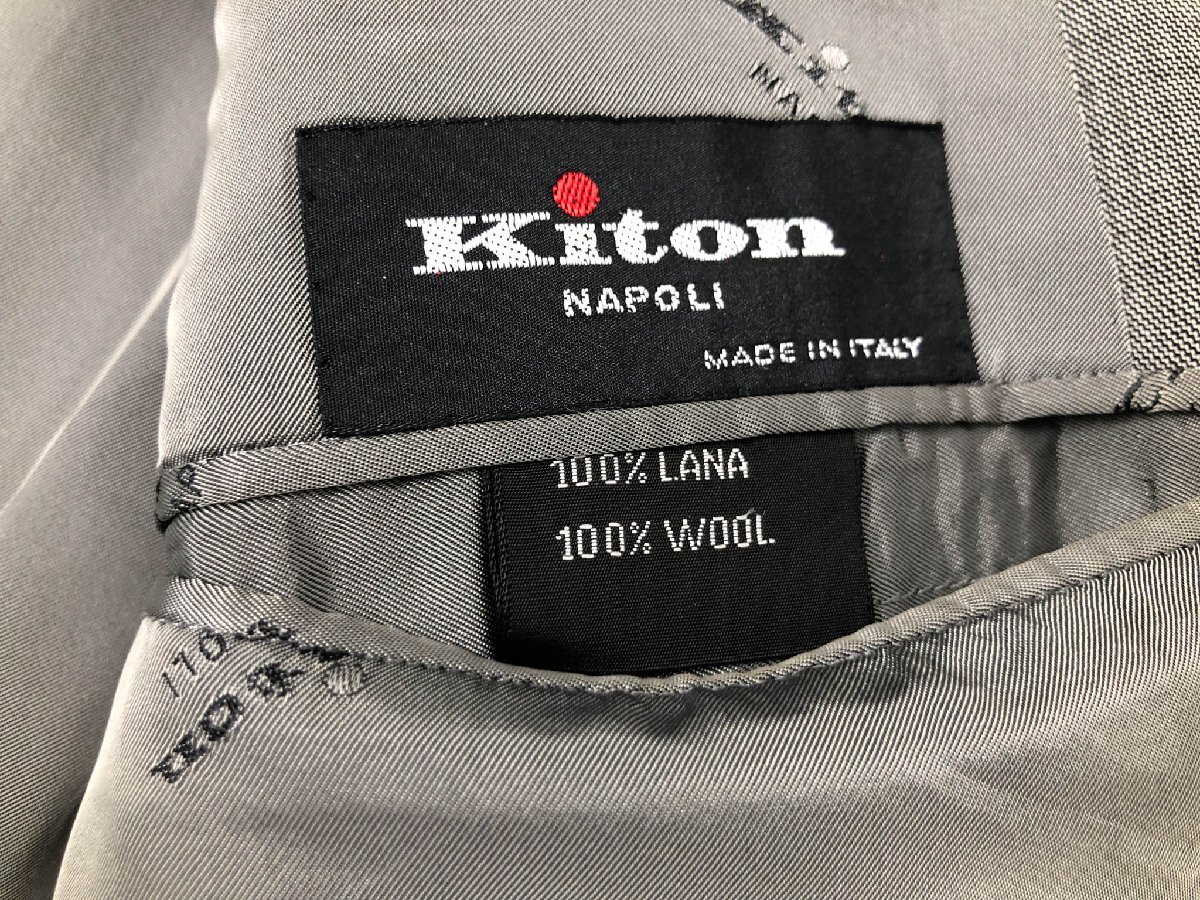 Kiton
NAPOLI
MADE IN ITALY
100% LANA
100% WOOL